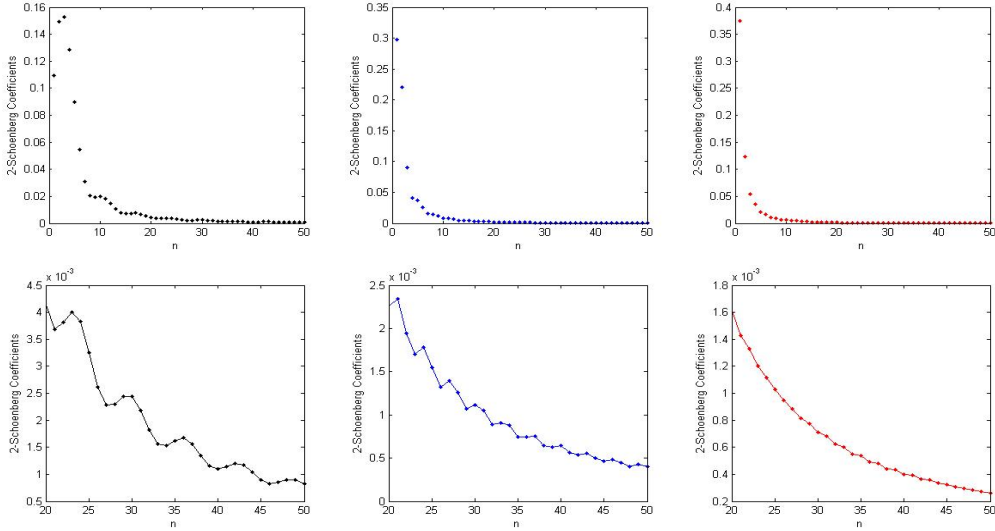 0.16
0.14
0.12
0.1
0.08
0.06
0.04
0.02
0
2-Schoenberg Coefficients
0 10 20 30 40 50
n
0.35
0.3
0.25
0.2
0.15
0.1
0.05
0
2-Schoenberg Coefficients
0 10 20 30 40 50
n
0.4
0.35
0.3
0.25
0.2
0.15
0.1
0.05
0
2-Schoenberg Coefficients
0 10 20 30 40 50
n
x 10⁻³
4.5
4
3.5
3
2.5
2
1.5
1
0.5
2-Schoenberg Coefficients
20 25 30 35 40 45 50
n
x 10⁻³
2.5
2
1.5
1
0.5
0
2-Schoenberg Coefficients
20 25 30 35 40 45 50
n
x 10⁻³
1.8
1.6
1.4
1.2
1
0.8
0.6
0.4
0.2
2-Schoenberg Coefficients
20 25 30 35 40 45 50
n